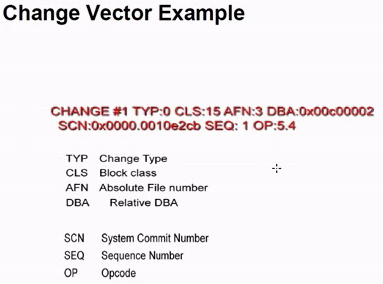 Change Vector Example
CHANGE #1 TYP:0 CLS:15 AFN:3 DBA:0x00c00002
SCN:0x0000.0010e2cb SEQ: 1 OP:5.4
TYP Change Type
CLS Block class
AFN Absolute File number
DBA Relative DBA
SCN System Commit Number
SEQ Sequence Number
OP Opcode